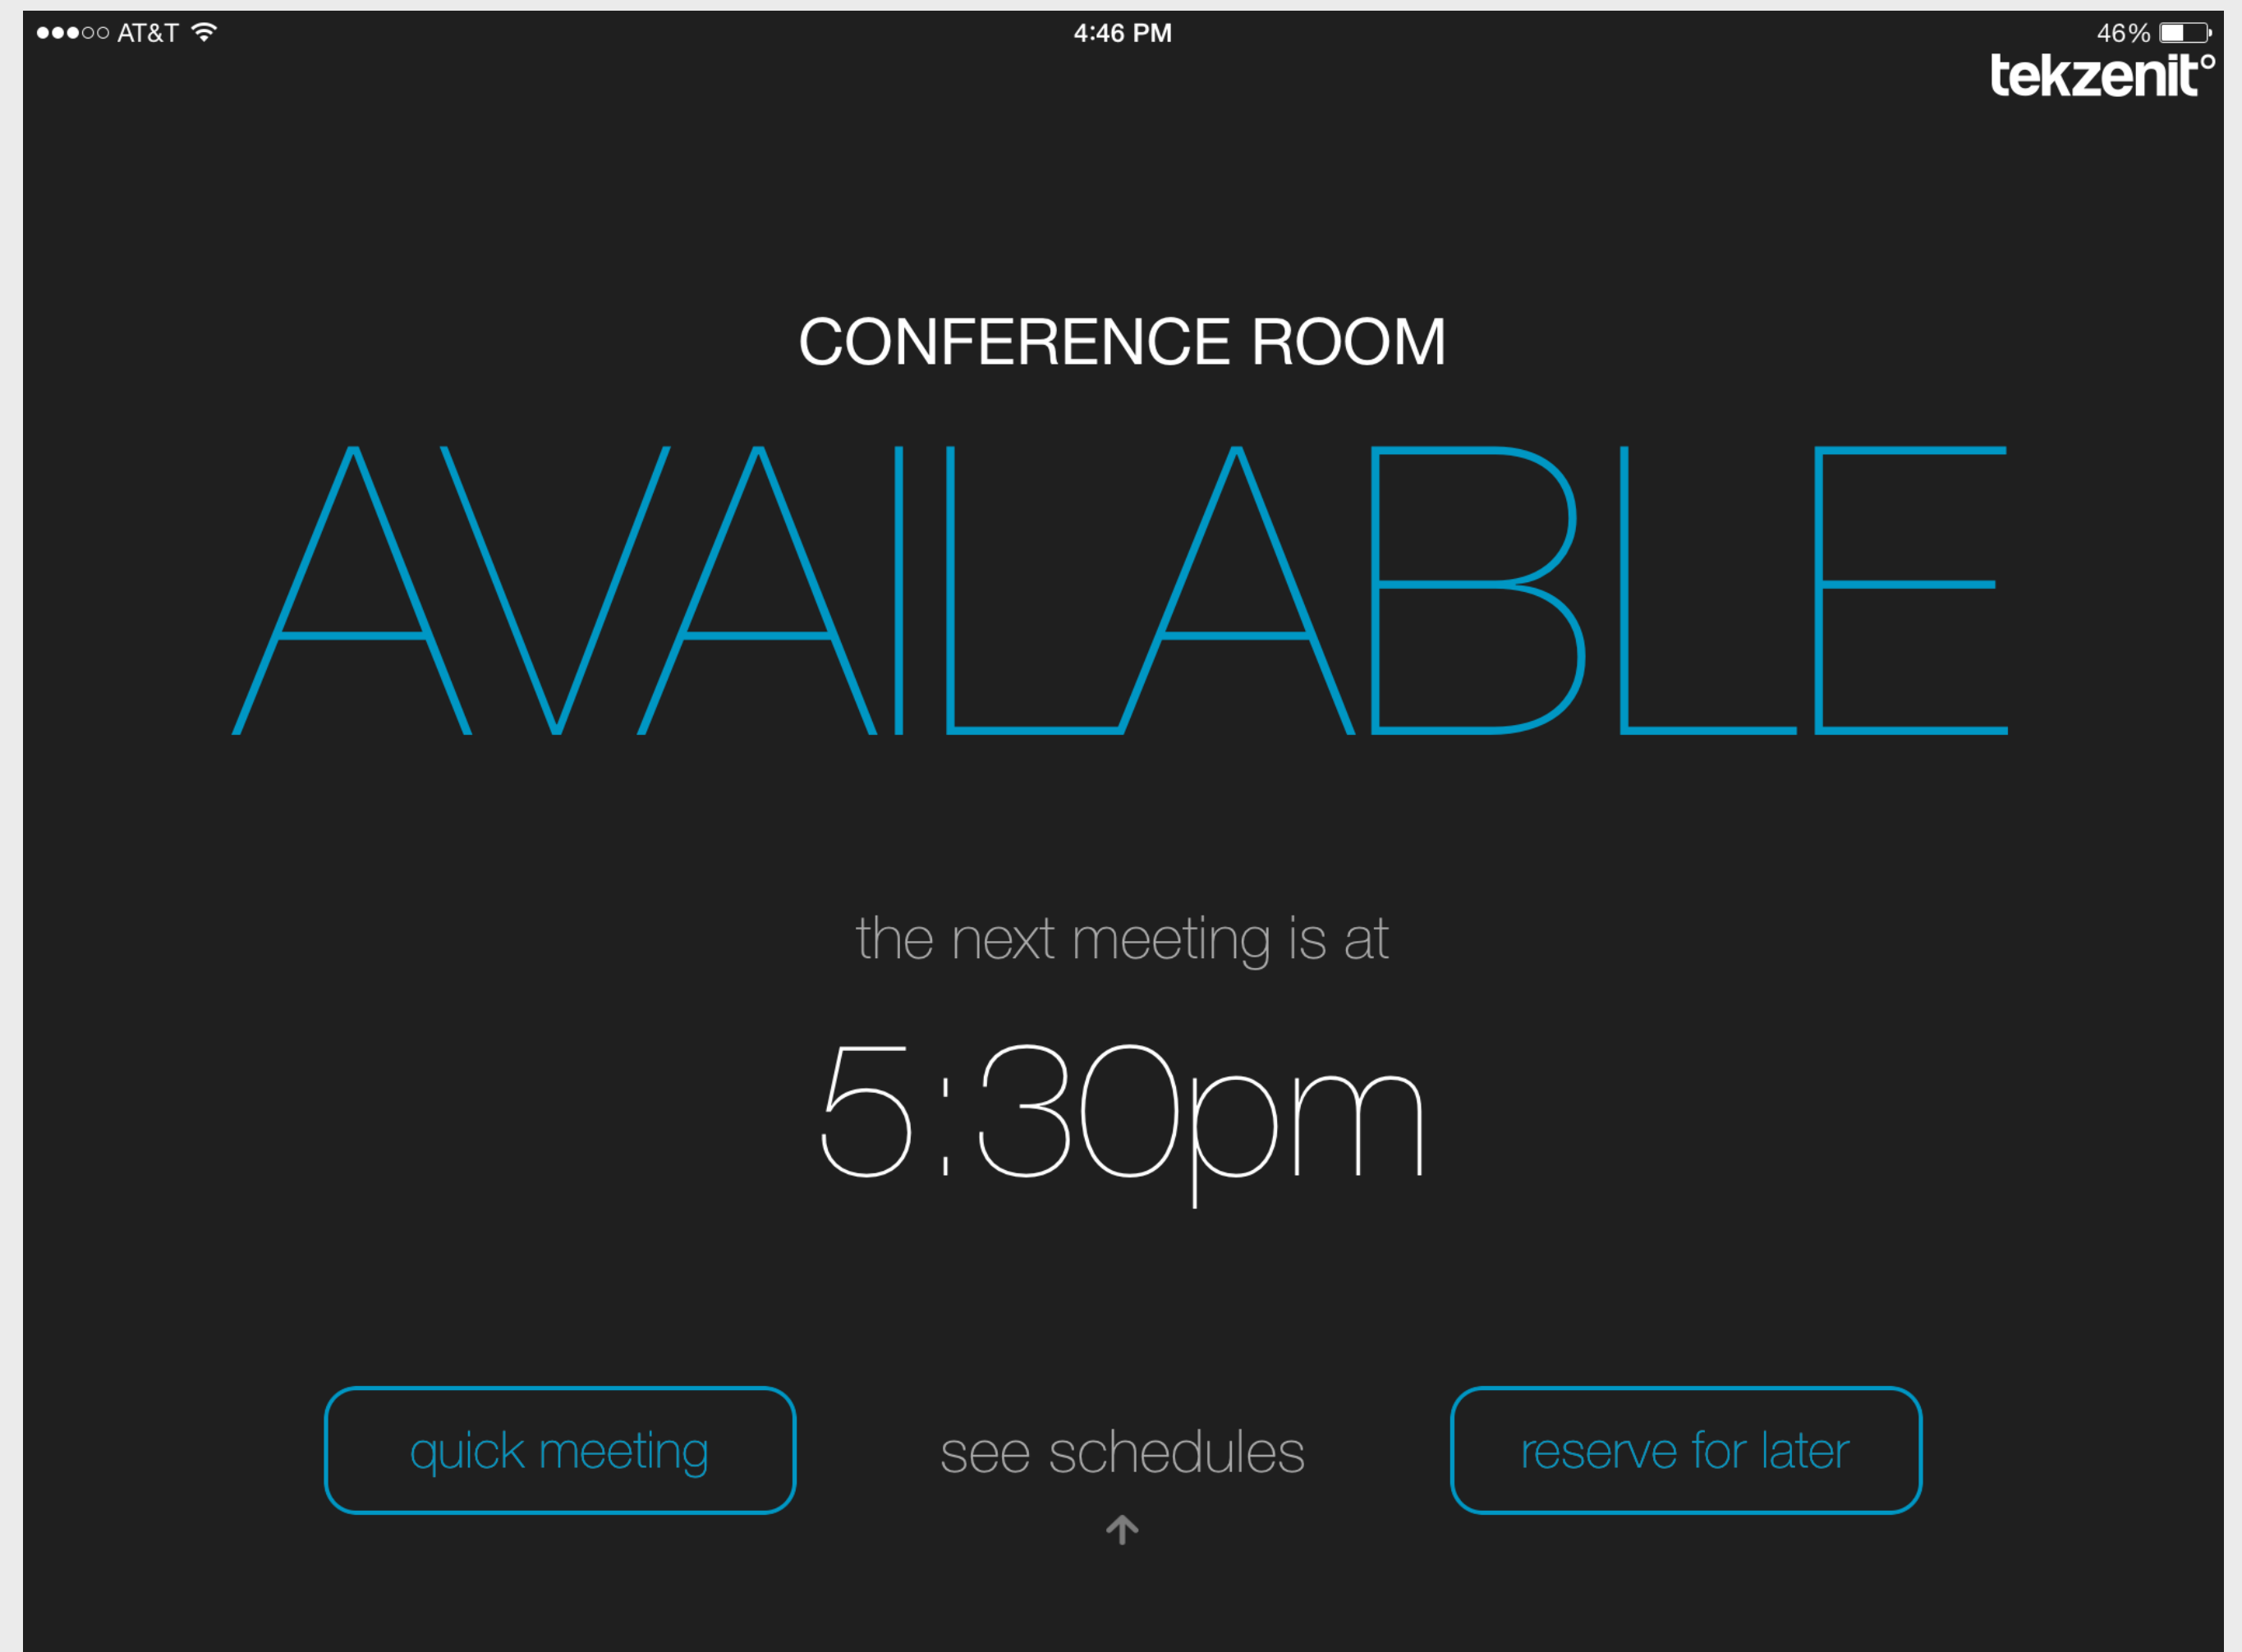 AT&T 4:46 PM 46%
tekzenit°
CONFERENCE ROOM
AVAILABLE
the next meeting is at
5:30pm
quick meeting see schedules reserve for later